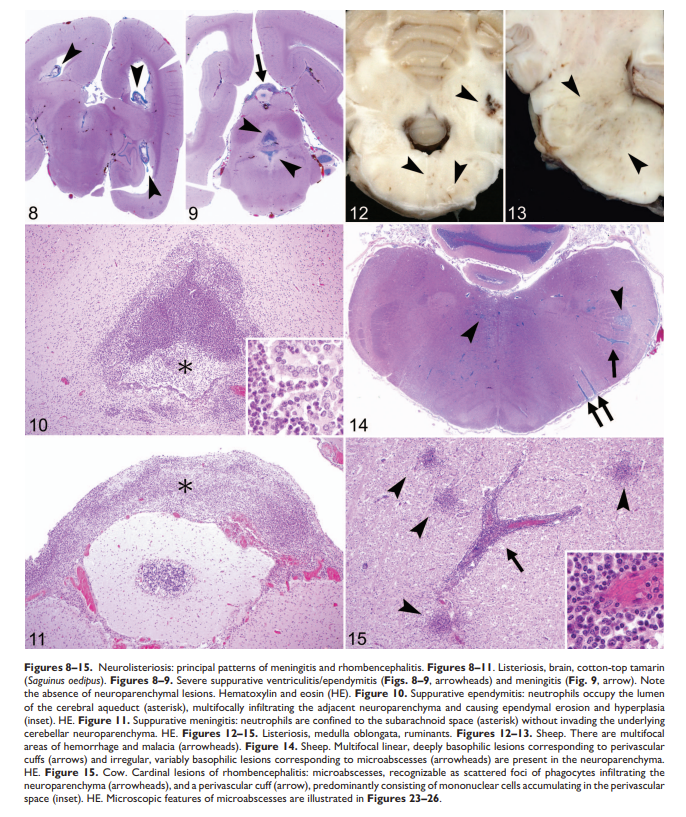 8
9
12
13
10
*
14
11
*
15
Figures 8–15. Neurolisteriosis: principal patterns of meningitis and rhombencephalitis. Figures 8–11. Listeriosis, brain, cotton-top tamarin
(Saguinus oedipus). Figures 8–9. Severe suppurative ventriculitis/ependymitis (Figs. 8–9, arrowheads) and meningitis (Fig. 9, arrow). Note
the absence of neuroparenchymal lesions. Hematoxylin and eosin (HE). Figure 10. Suppurative ependymitis: neutrophils occupy the lumen
of the cerebral aqueduct (asterisk), multifocally infiltrating the adjacent neuroparenchyma and causing ependymal erosion and hyperplasia
(inset). HE. Figure 11. Suppurative meningitis: neutrophils are confined to the subarachnoid space (asterisk) without invading the underlying
cerebellar neuroparenchyma. HE. Figures 12–15. Listeriosis, medulla oblongata, ruminants. Figures 12–13. Sheep. There are multifocal
areas of hemorrhage and malacia (arrowheads). Figure 14. Sheep. Multifocal linear, deeply basophilic lesions corresponding to perivascular
cuffs (arrows) and irregular, variably basophilic lesions corresponding to microabscesses (arrowheads) are present in the neuroparenchyma.
HE. Figure 15. Cow. Cardinal lesions of rhombencephalitis: microabscesses, recognizable as scattered foci of phagocytes infiltrating the
neuroparenchyma (arrowheads), and a perivascular cuff (arrow), predominantly consisting of mononuclear cells accumulating in the perivascular
space (inset). HE. Microscopic features of microabscesses are illustrated in Figures 23–26.